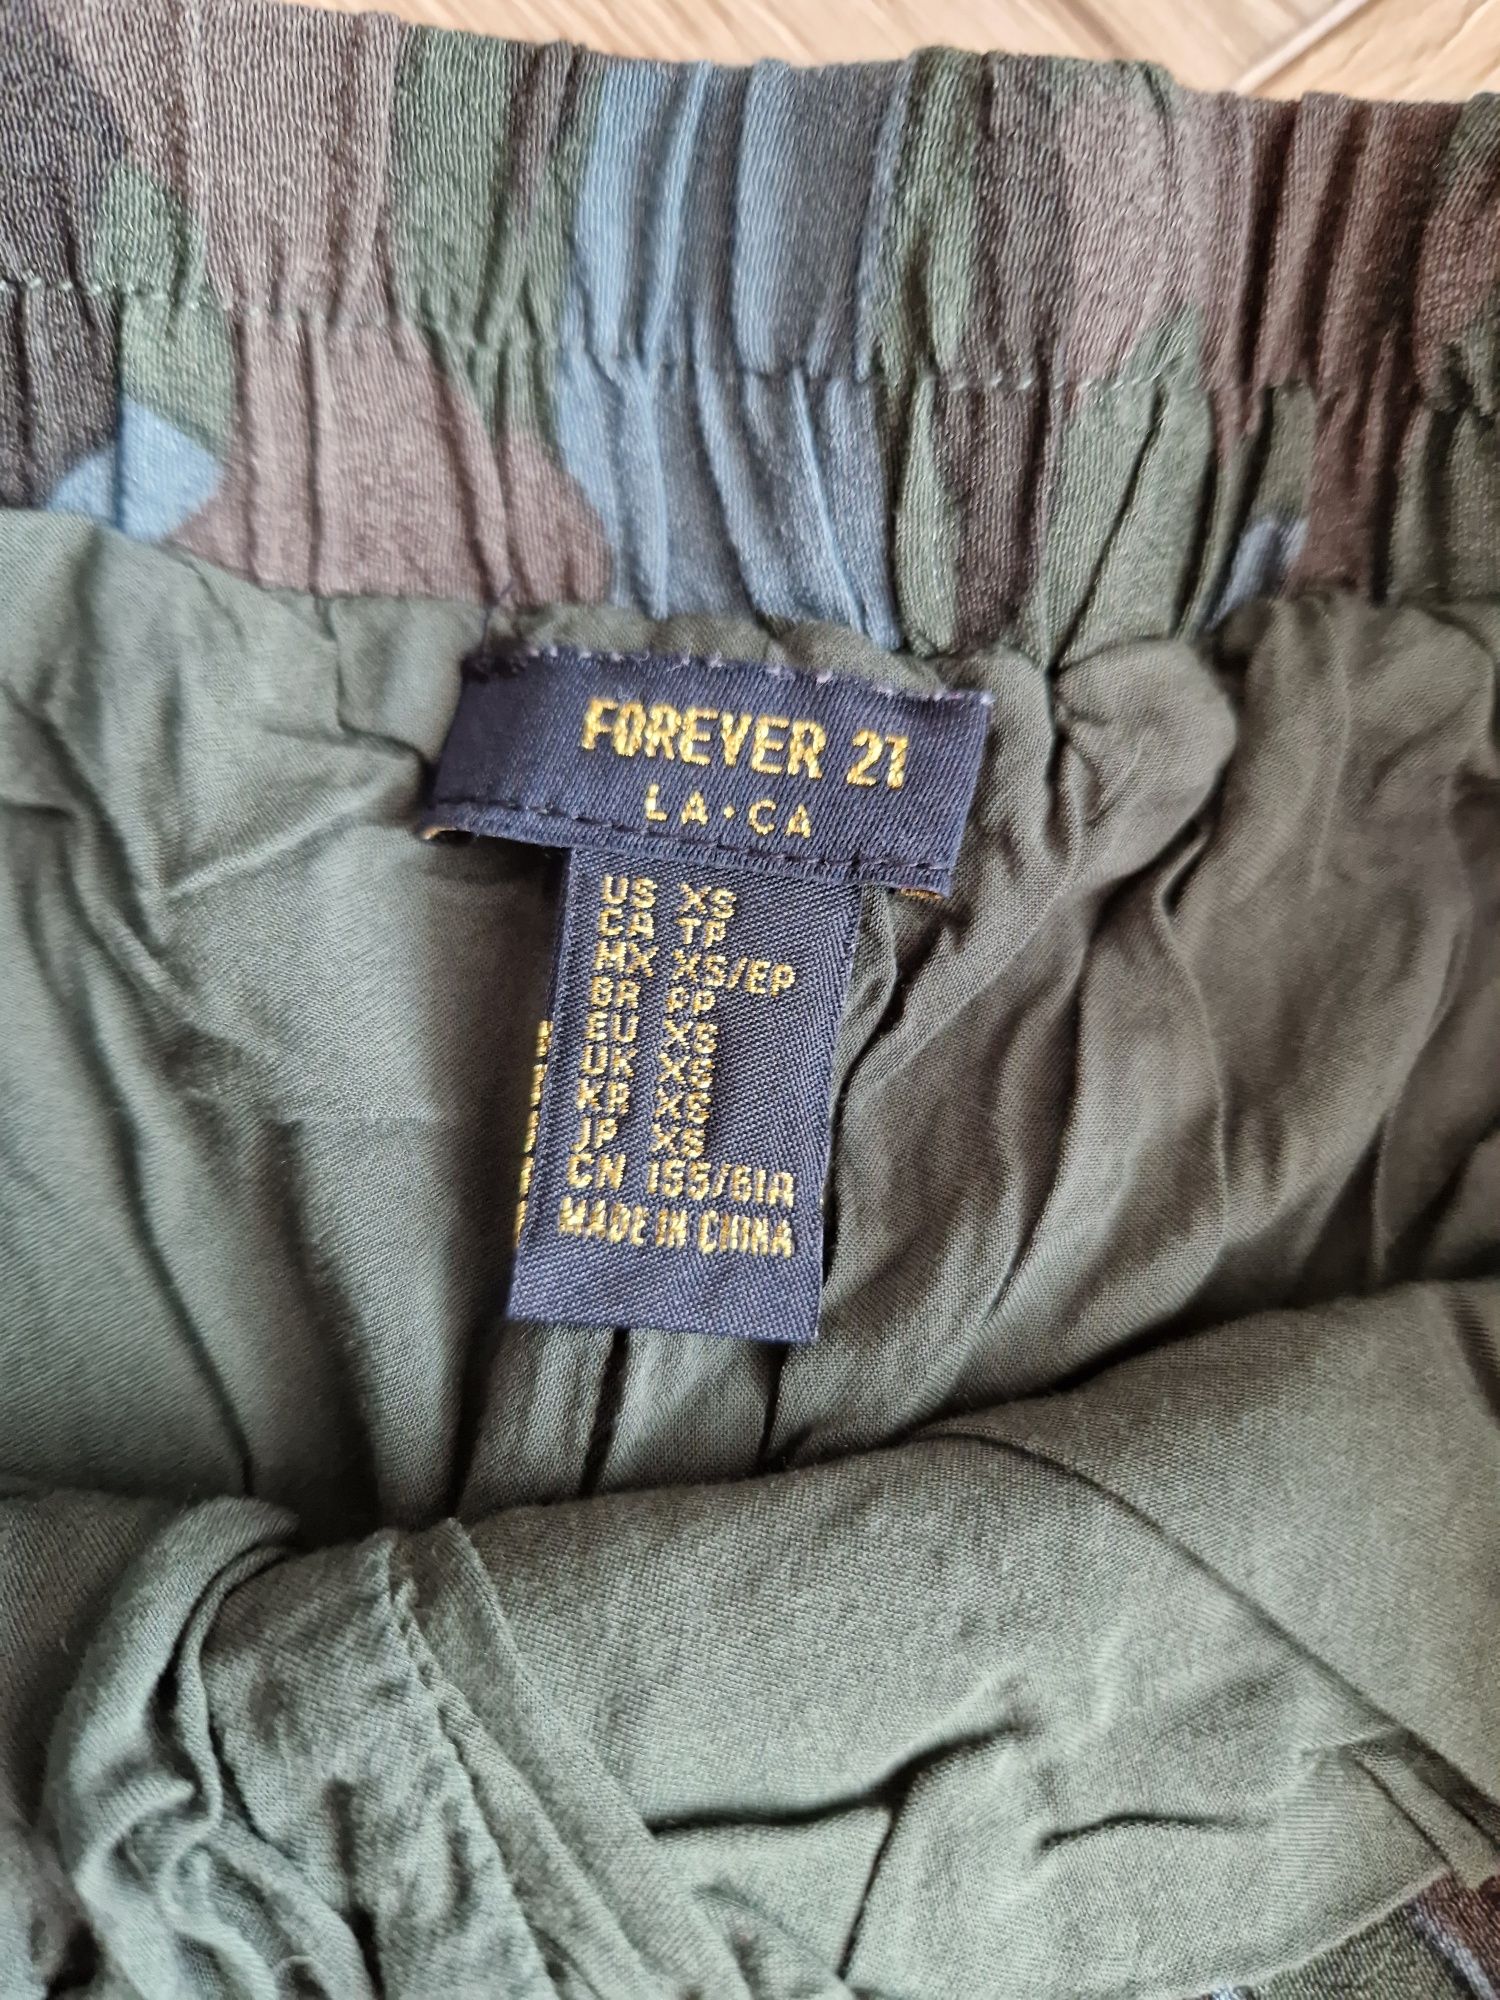 FOREVER 21
LA·CA
US XS
CA TP
MX XS/EP
BR PP
EU XS
UK XS
KR XS
JP XS
CN 155/61A
MADE IN CHINA